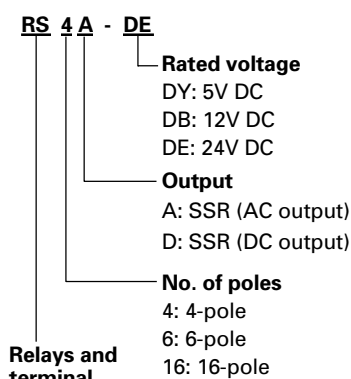 RS 4 A - DE
Rated voltage
DY: 5V DC
DB: 12V DC
DE: 24V DC
Output
A: SSR (AC output)
D: SSR (DC output)
No. of poles
4: 4-pole
6: 6-pole
16: 16-pole
Relays and
terminal